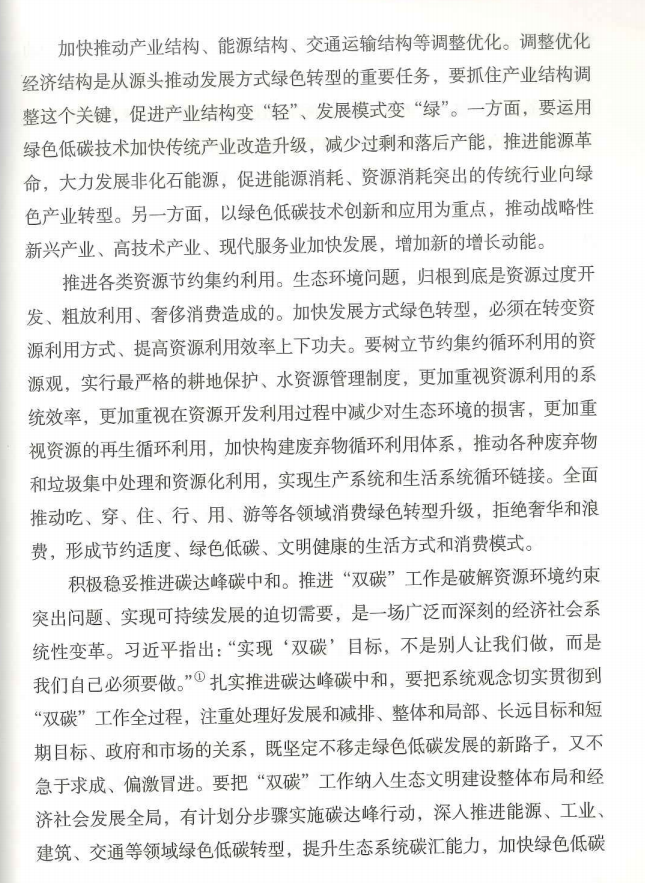 加快推动产业结构、能源结构、交通运输结构等调整优化。调整优化
经济结构是从源头推动发展方式绿色转型的重要任务，要抓住产业结构调
整这个关键，促进产业结构变“轻”、发展模式变“绿”。一方面，要运用
绿色低碳技术加快传统产业改造升级，减少过剩和落后产能，推进能源革
命，大力发展非化石能源，促进能源消耗、资源消耗突出的传统行业向绿
色产业转型。另一方面，以绿色低碳技术创新和应用为重点，推动战略性
新兴产业、高技术产业、现代服务业加快发展，增加新的增长动能。
推进各类资源节约集约利用。生态环境问题，归根到底是资源过度开
发、粗放利用、奢侈消费造成的。加快发展方式绿色转型，必须在转变资
源利用方式、提高资源利用效率上下功夫。要树立节约集约循环利用的资
源观，实行最严格的耕地保护、水资源管理制度，更加重视资源利用的系
统效率，更加重视在资源开发利用过程中减少对生态环境的损害，更加重
视资源的再生循环利用，加快构建废弃物循环利用体系，推动各种废弃物
和垃圾集中处理和资源化利用，实现生产系统和生活系统循环链接。全面
推动吃、穿、住、行、用、游等各领域消费绿色转型升级，拒绝奢华和浪
费，形成节约适度、绿色低碳、文明健康的生活方式和消费模式。
积极稳妥推进碳达峰碳中和。推进“双碳”工作是破解资源环境约束
突出问题、实现可持续发展的迫切需要，是一场广泛而深刻的经济社会系
统性变革。习近平指出：“实现‘双碳’目标，不是别人让我们做，而是
我们自己必须要做。”①扎实推进碳达峰碳中和，要把系统观念切实贯彻到
“双碳”工作全过程，注重处理好发展和减排、整体和局部、长远目标和短
期目标、政府和市场的关系，既坚定不移走绿色低碳发展的新路子，又不
急于求成、偏激冒进。要把“双碳”工作纳入生态文明建设整体布局和经
济社会发展全局，有计划分步骤实施碳达峰行动，深入推进能源、工业、
建筑、交通等领域绿色低碳转型，提升生态系统碳汇能力，加快绿色低碳